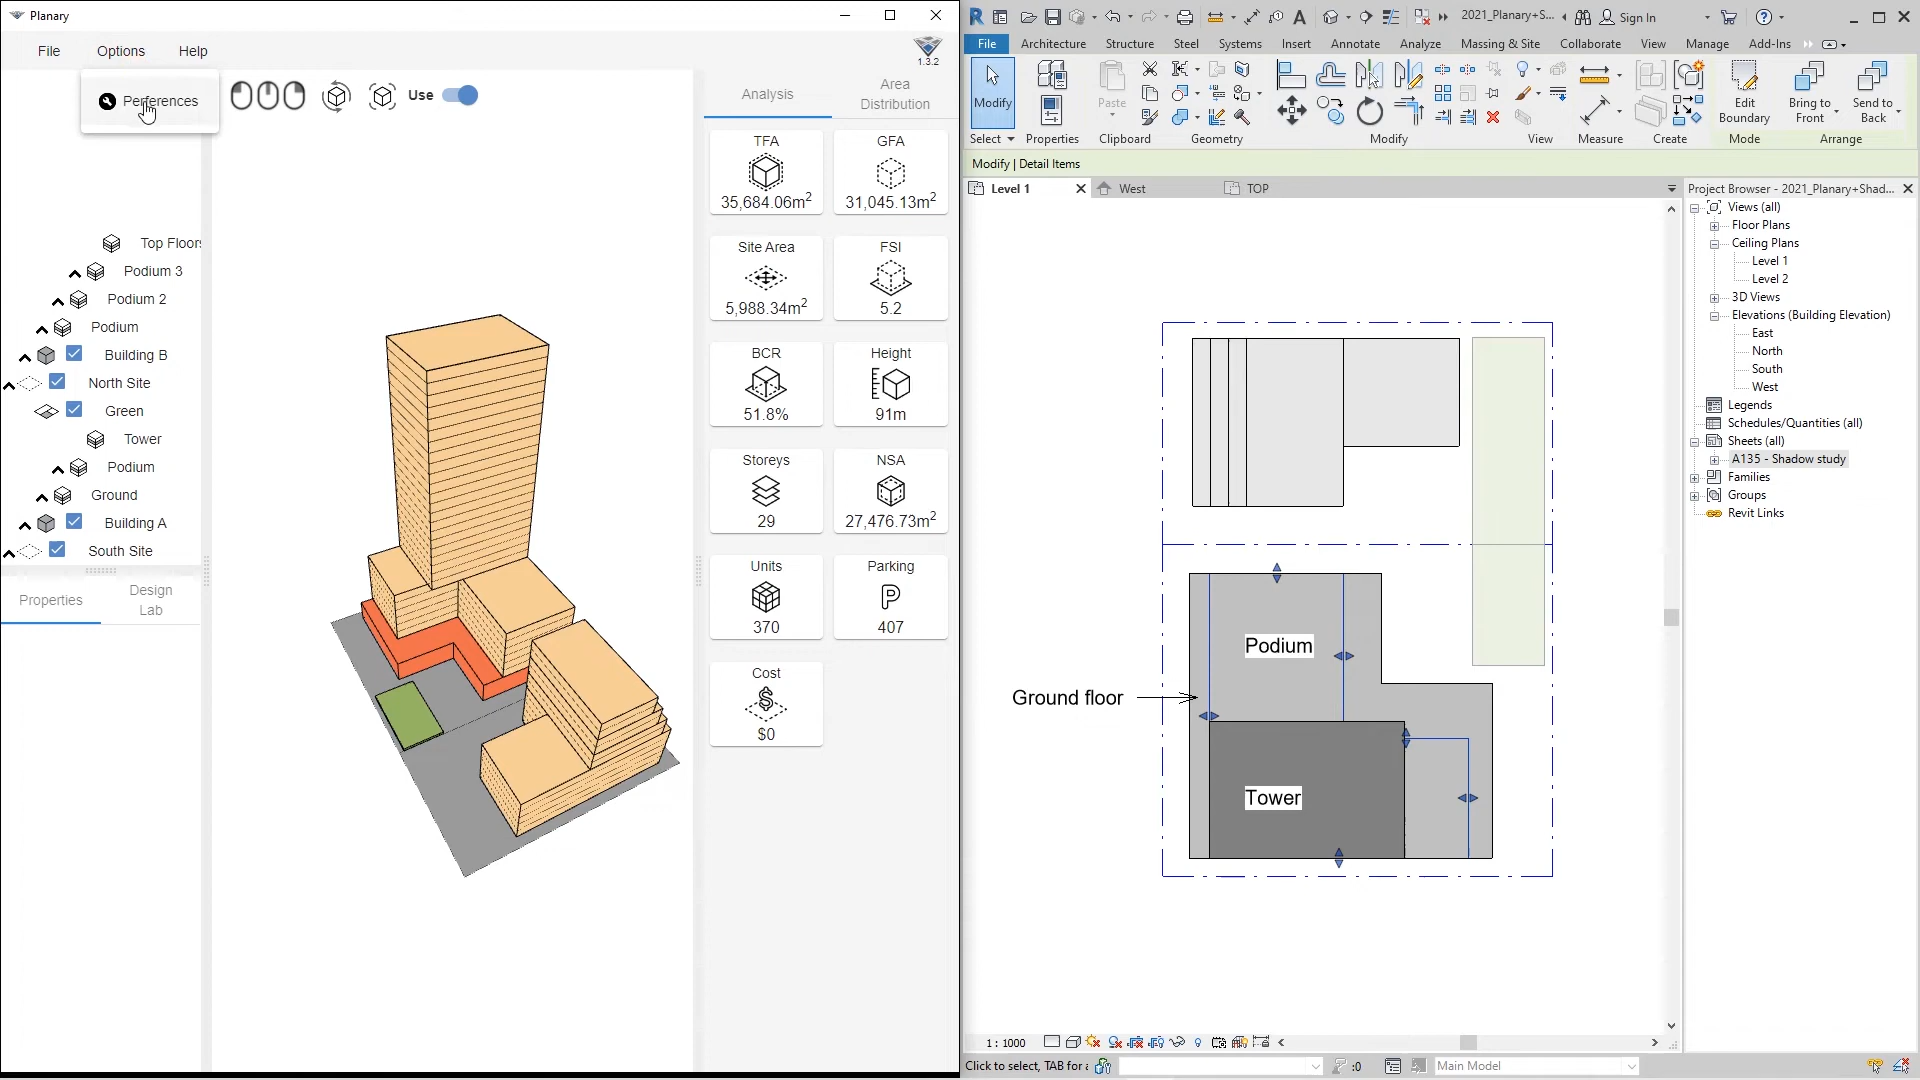 Planary
File Options Help
1.3.2
Perferences
Use
Top Floors
Podium 3
Podium 2
Podium
Building B
North Site
Green
Tower
Podium
Ground
Building A
South Site
Properties
Design
Lab
Analysis
Area
Distribution
TFA
35,684.06m2
GFA
31,045.13m2
Site Area
5,988.34m2
FSI
5.2
BCR
51.8%
Height
91m
Storeys
29
NSA
27,476.73m2
Units
370
Parking
407
Cost
$0
2021_Planary+S...
Sign In
File Architecture Structure Steel Systems Insert Annotate Analyze Massing & Site Collaborate View Manage Add-Ins
Modify
Paste
Edit
Boundary
Bring to
Front
Send to
Back
Select Properties Clipboard Geometry Modify View Measure Create Mode Arrange
Modify | Detail Items
Level 1
West
TOP
Podium
Ground floor
Tower
Project Browser - 2021_Planary+Shad...
Views (all)
Floor Plans
Ceiling Plans
Level 1
Level 2
3D Views
Elevations (Building Elevation)
East
North
South
West
Legends
Schedules/Quantities (all)
Sheets (all)
A135 - Shadow study
Families
Groups
Revit Links
1 : 1000
Click to select, TAB for a
:0
Main Model